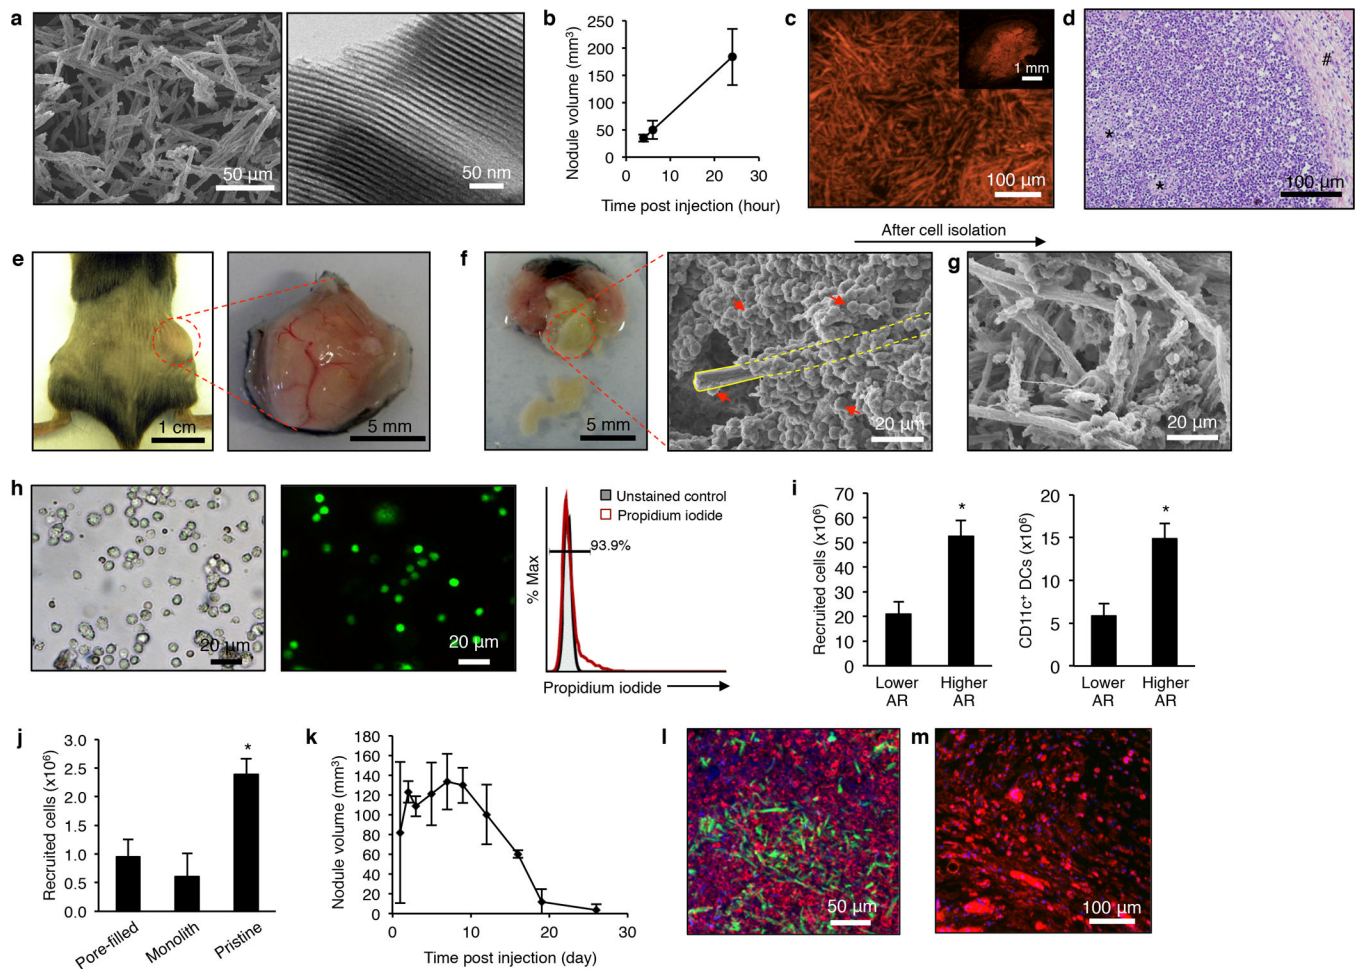 a
50 µm
50 nm
b
Nodule volume (mm³)
250
200
150
100
50
0
0
10
20
30
Time post injection (hour)
c
1 mm
100 µm
d
#
*
*
100 µm
After cell isolation
e
1 cm
5 mm
f
5 mm
20 µm
g
20 µm
h
20 µm
20 µm
% Max
Unstained control
Propidium iodide
93.9%
Propidium iodide
i
Recruited cells (x10⁶)
70
60
50
40
30
20
10
0
*
Lower AR
Higher AR
CD11c⁺ DCs (x10⁶)
20
15
10
5
0
*
Lower AR
Higher AR
j
Recruited cells (x10⁶)
3.0
2.5
2.0
1.0
0.5
0.0
*
Pore-filled
Monolith
Pristine
k
Nodule volume (mm³)
180
160
140
120
100
80
60
40
20
0
0
10
20
30
Time post injection (day)
l
50 µm
m
100 µm